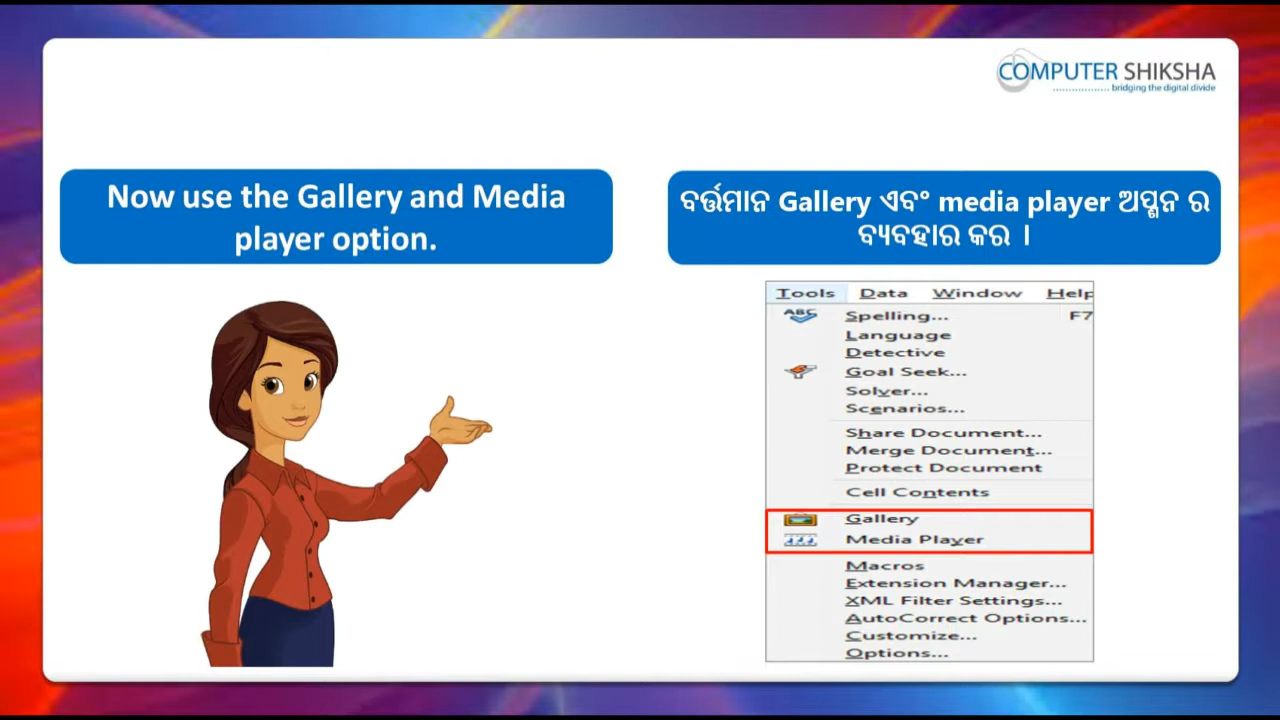 COMPUTER SHIKSHA
bridging the digital divide
Now use the Gallery and Media
player option.
ବର୍ତ୍ତମାନ Gallery ଏବଂ media player ଅପ୍ସନ ର
ବ୍ୟବହାର କର ।
Tools Data Window Help
ABC Spelling... F7
Language
Detective
Goal Seek...
Solver...
Scenarios...
Share Document...
Merge Document...
Protect Document
Cell Contents
Gallery
Media Player
Macros
Extension Manager...
XML Filter Settings...
AutoCorrect Options...
Customize...
Options...